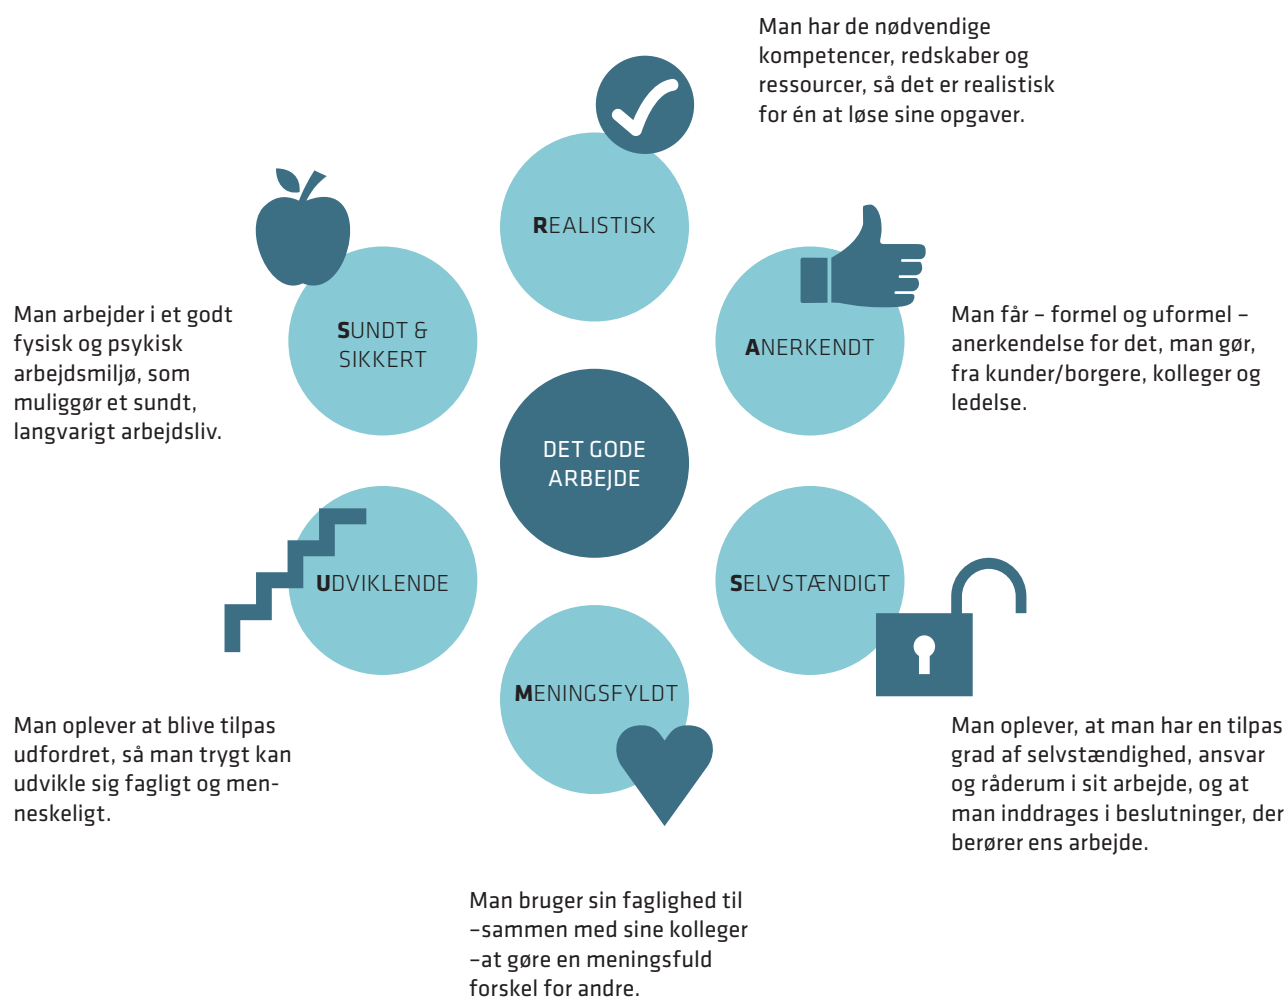 Man har de nødvendige
kompetencer, redskaber og
ressourcer, så det er realistisk
for én at løse sine opgaver.
REALISTISK
ANERKENDT
Man får – formel og uformel –
anerkendelse for det, man gør,
fra kunder/borgere, kolleger og
ledelse.
SUNDT &
SIKKERT
Man arbejder i et godt
fysisk og psykisk
arbejdsmiljø, som
muliggør et sundt,
langvarigt arbejdsliv.
DET GODE
ARBEJDE
UDVIKLENDE
Man oplever at blive tilpas
udfordret, så man trygt kan
udvikle sig fagligt og men-
neskeligt.
SELVSTÆNDIGT
Man oplever, at man har en tilpas
grad af selvstændighed, ansvar
og råderum i sit arbejde, og at
man inddrages i beslutninger, der
berører ens arbejde.
MENINGSFYLDT
Man bruger sin faglighed til
–sammen med sine kolleger
–at gøre en meningsfuld
forskel for andre.